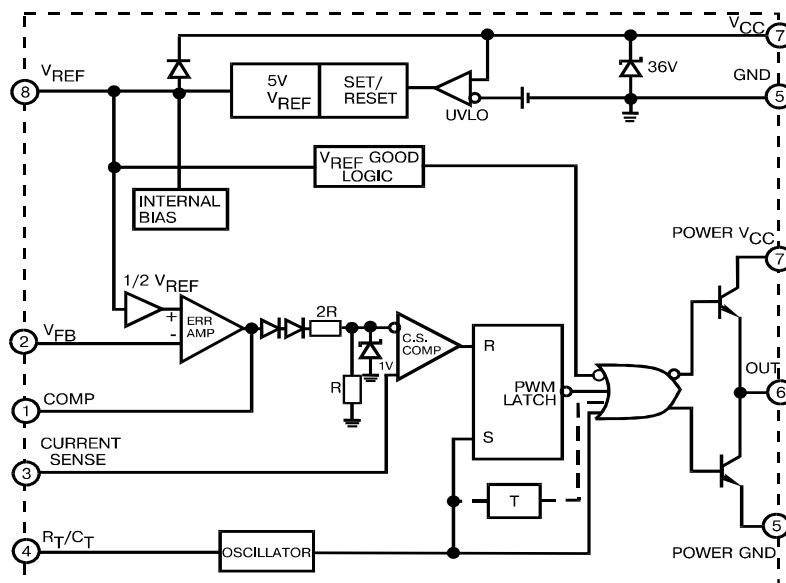 VCC
7
8
VREF
5V
VREF
SET/
RESET
UVLO
36V
GND
5
VREF GOOD
LOGIC
INTERNAL
BIAS
POWER VCC
7
1/2 VREF
+
-
ERR
AMP
2R
R
1V
C.S.
COMP
R
S
PWM
LATCH
2
VFB
1
COMP
OUT
6
CURRENT
SENSE
3
T
4
RT/CT
OSCILLATOR
5
POWER GND